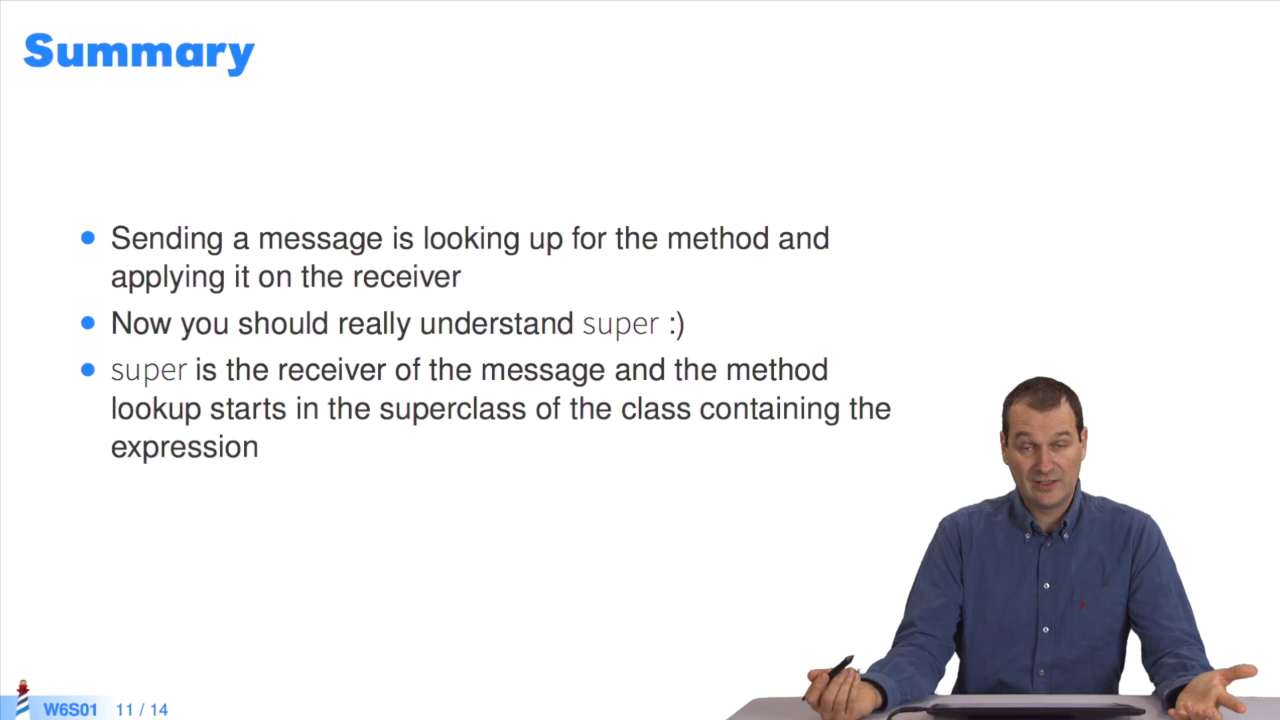 Summary
Sending a message is looking up for the method and
applying it on the receiver
Now you should really understand super :)
super is the receiver of the message and the method
lookup starts in the superclass of the class containing the
expression
W6S01 11 / 14